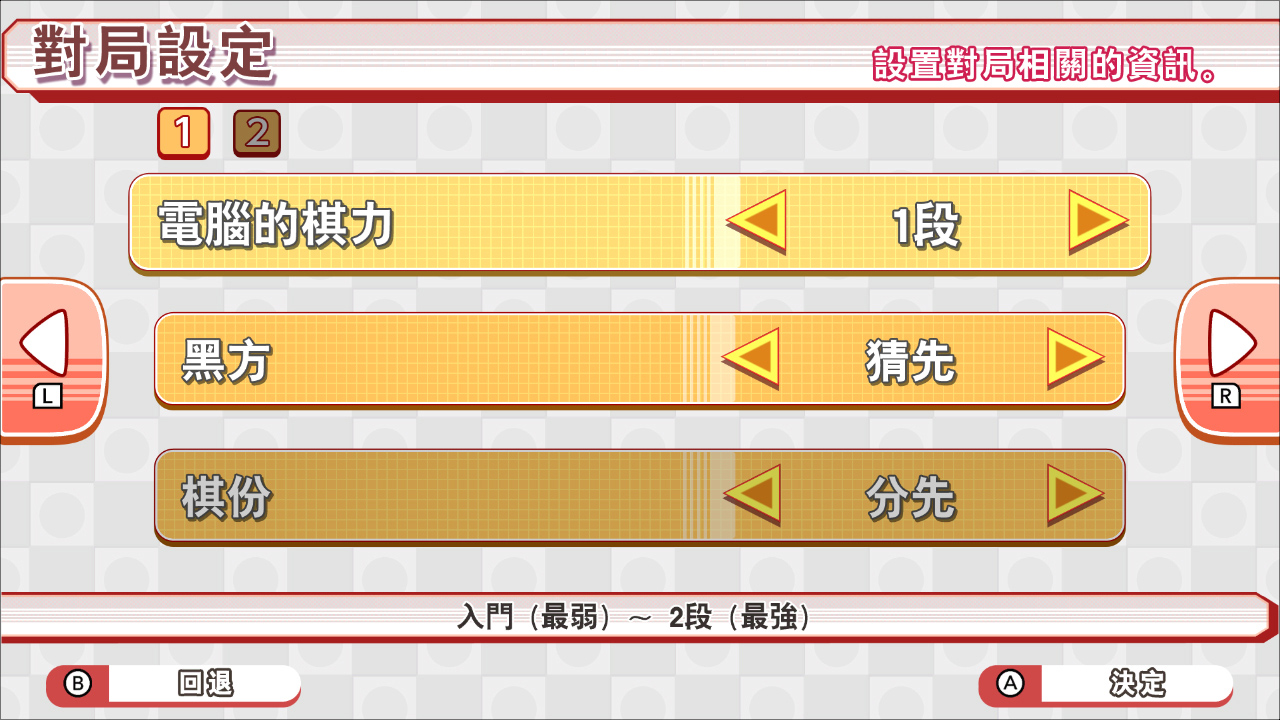 對局設定
設置對局相關的資訊。
1 2
電腦的棋力 1段
黑方 猜先
棋份 分先
L
R
入門（最弱）～ 2段（最強）
B 回退
A 決定